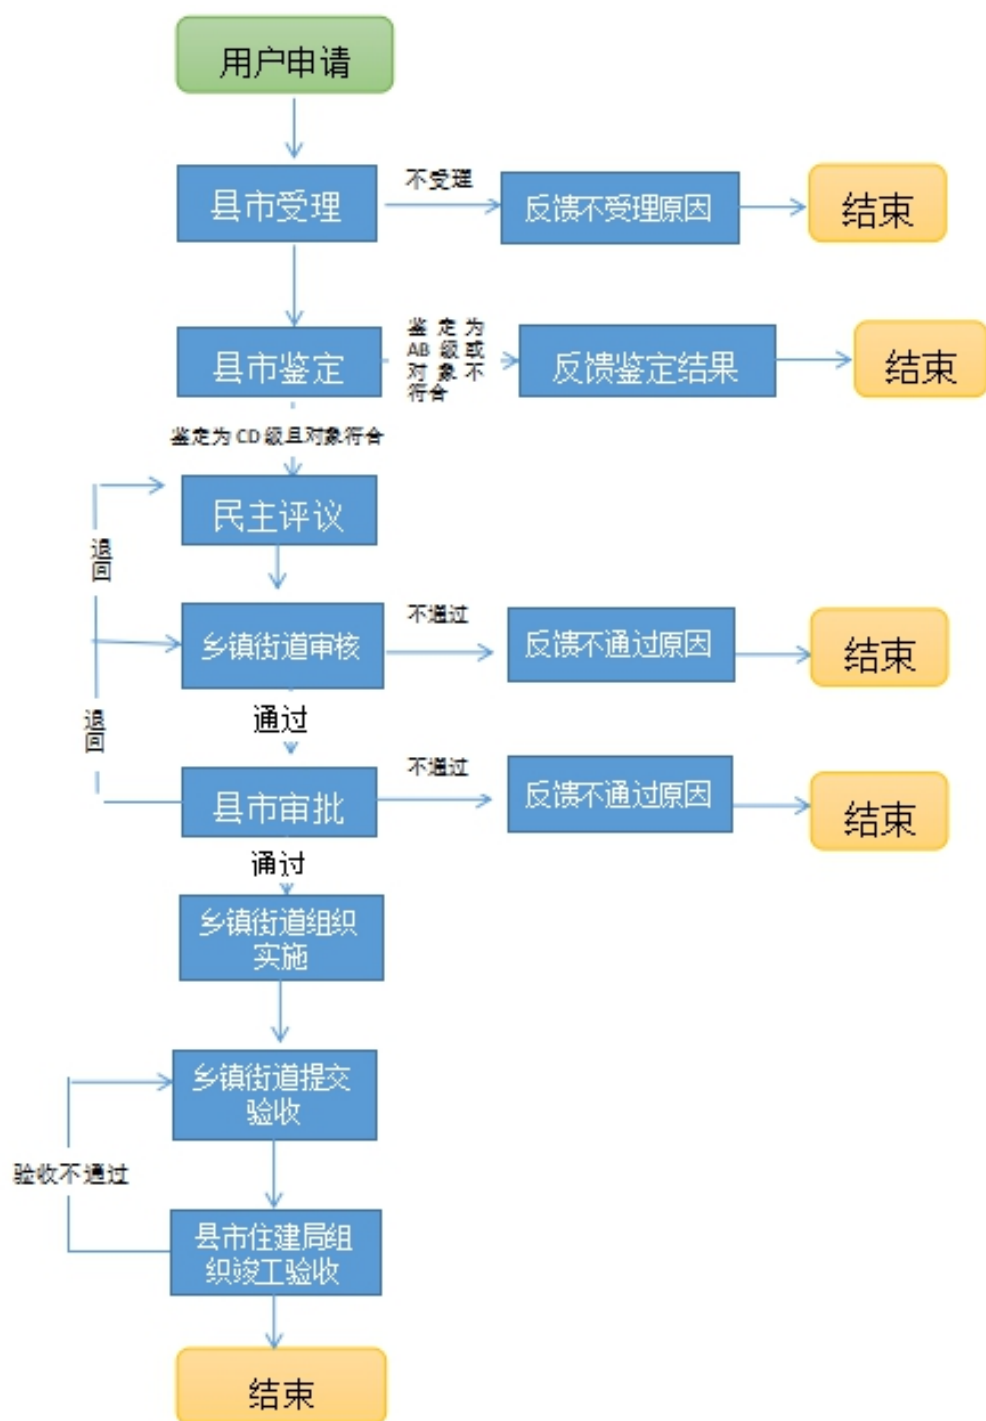 用户申请
县市受理
不受理
反馈不受理原因
结束
县市鉴定
鉴定为
AB级或
对象不
符合
反馈鉴定结果
结束
鉴定为CD级且对象符合
民主评议
退回
乡镇街道审核
不通过
反馈不通过原因
结束
通过
退回
县市审批
不通过
反馈不通过原因
结束
通过
乡镇街道组织
实施
乡镇街道提交
验收
验收不通过
县市住建局组
织竣工验收
结束